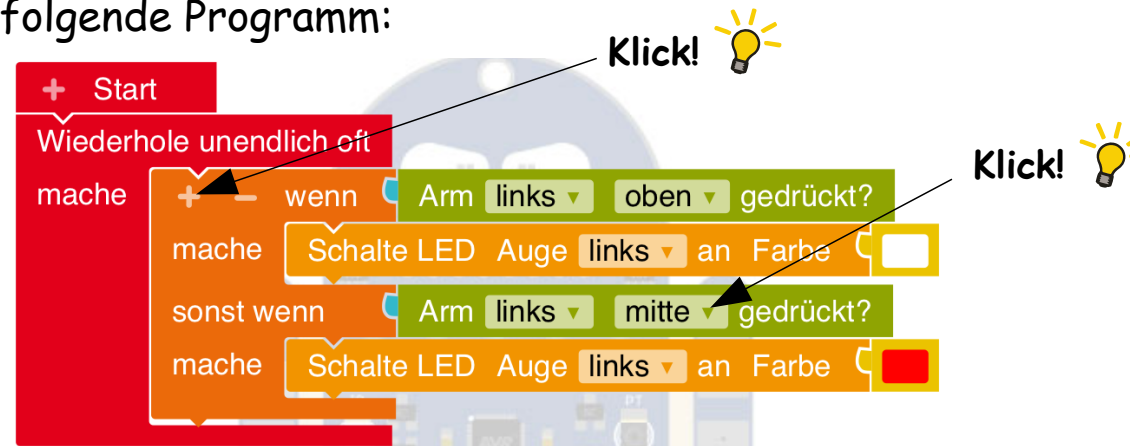 folgende Programm:
Klick!
+ Start
Wiederhole unendlich oft
Klick!
mache + − wenn Arm links ▾ oben ▾ gedrückt?
mache Schalte LED Auge links ▾ an Farbe
sonst wenn Arm links ▾ mitte ▾ gedrückt?
mache Schalte LED Auge links ▾ an Farbe
PT